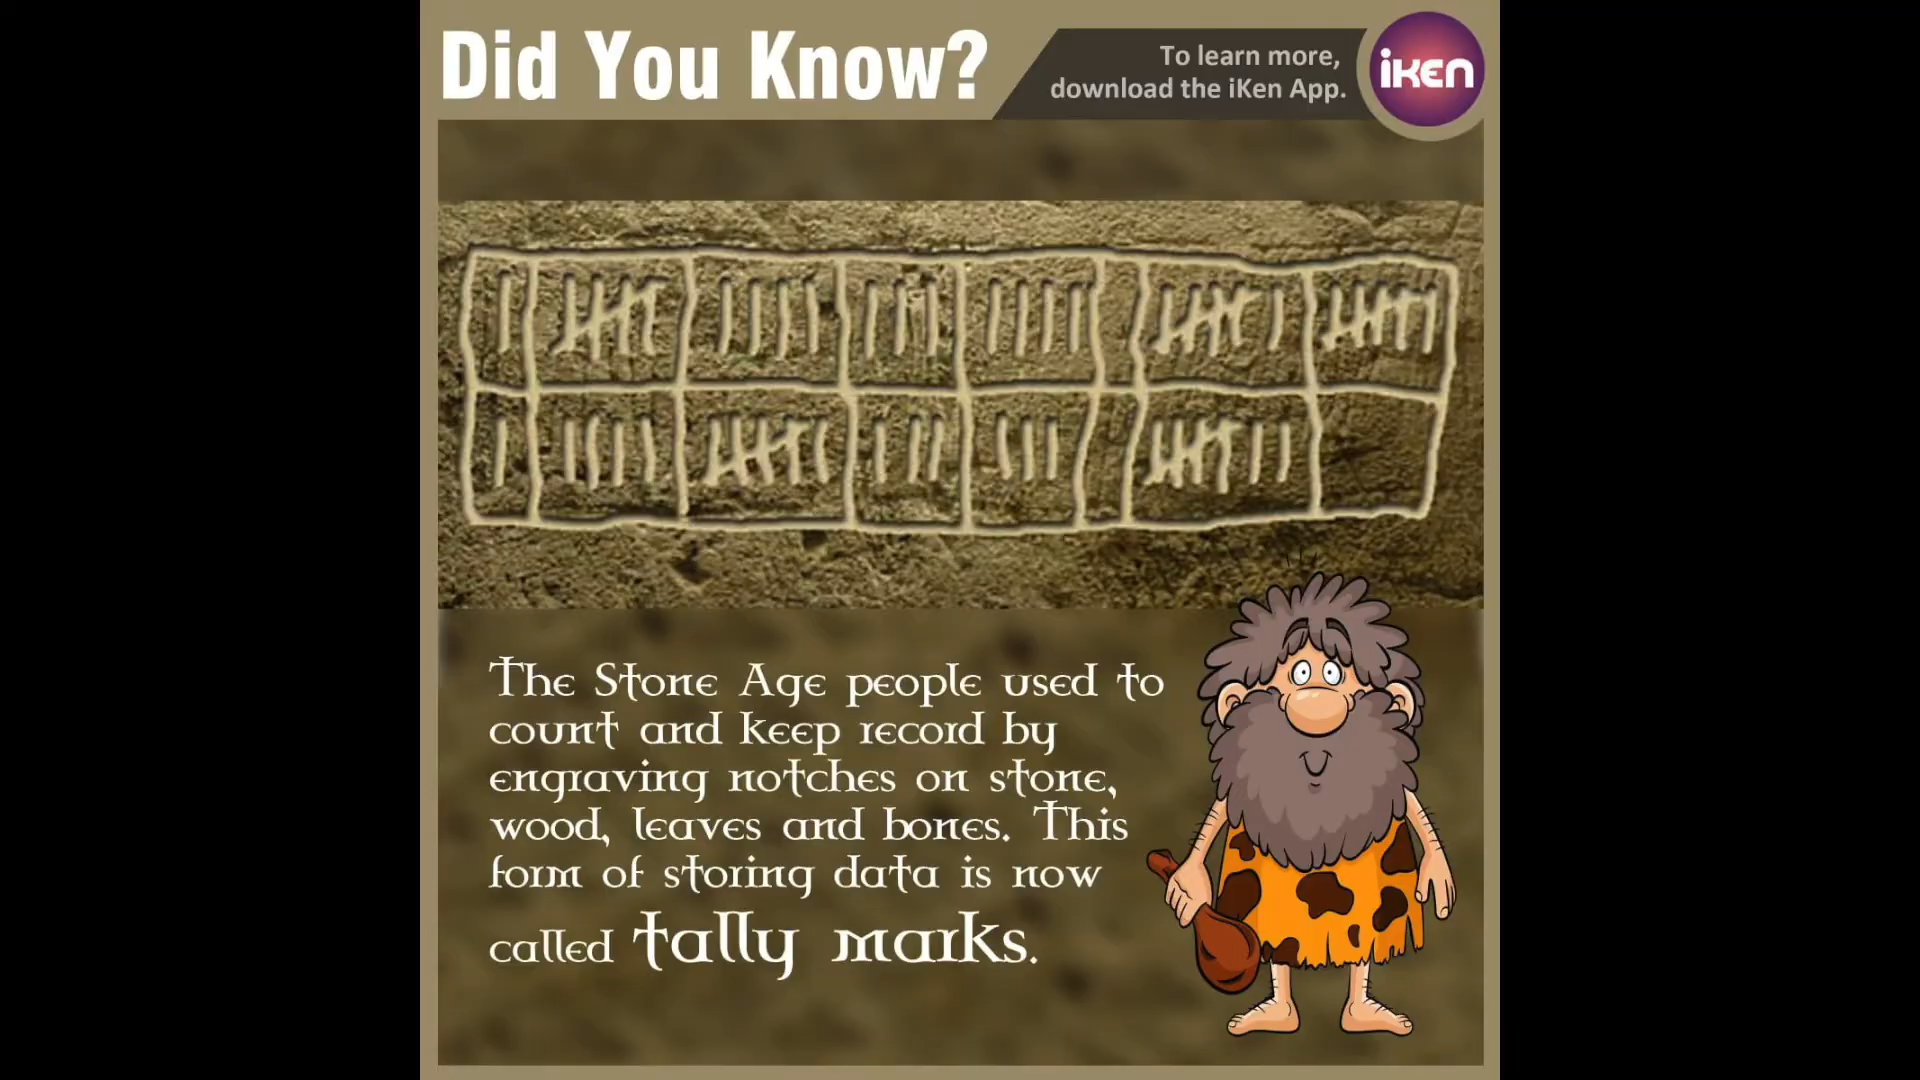 Did You Know?
To learn more,
download the iKen App.
iKEN
The Stone Age people used to
count and keep record by
engraving notches on stone,
wood, leaves and bones. This
form of storing data is now
called tally marks.